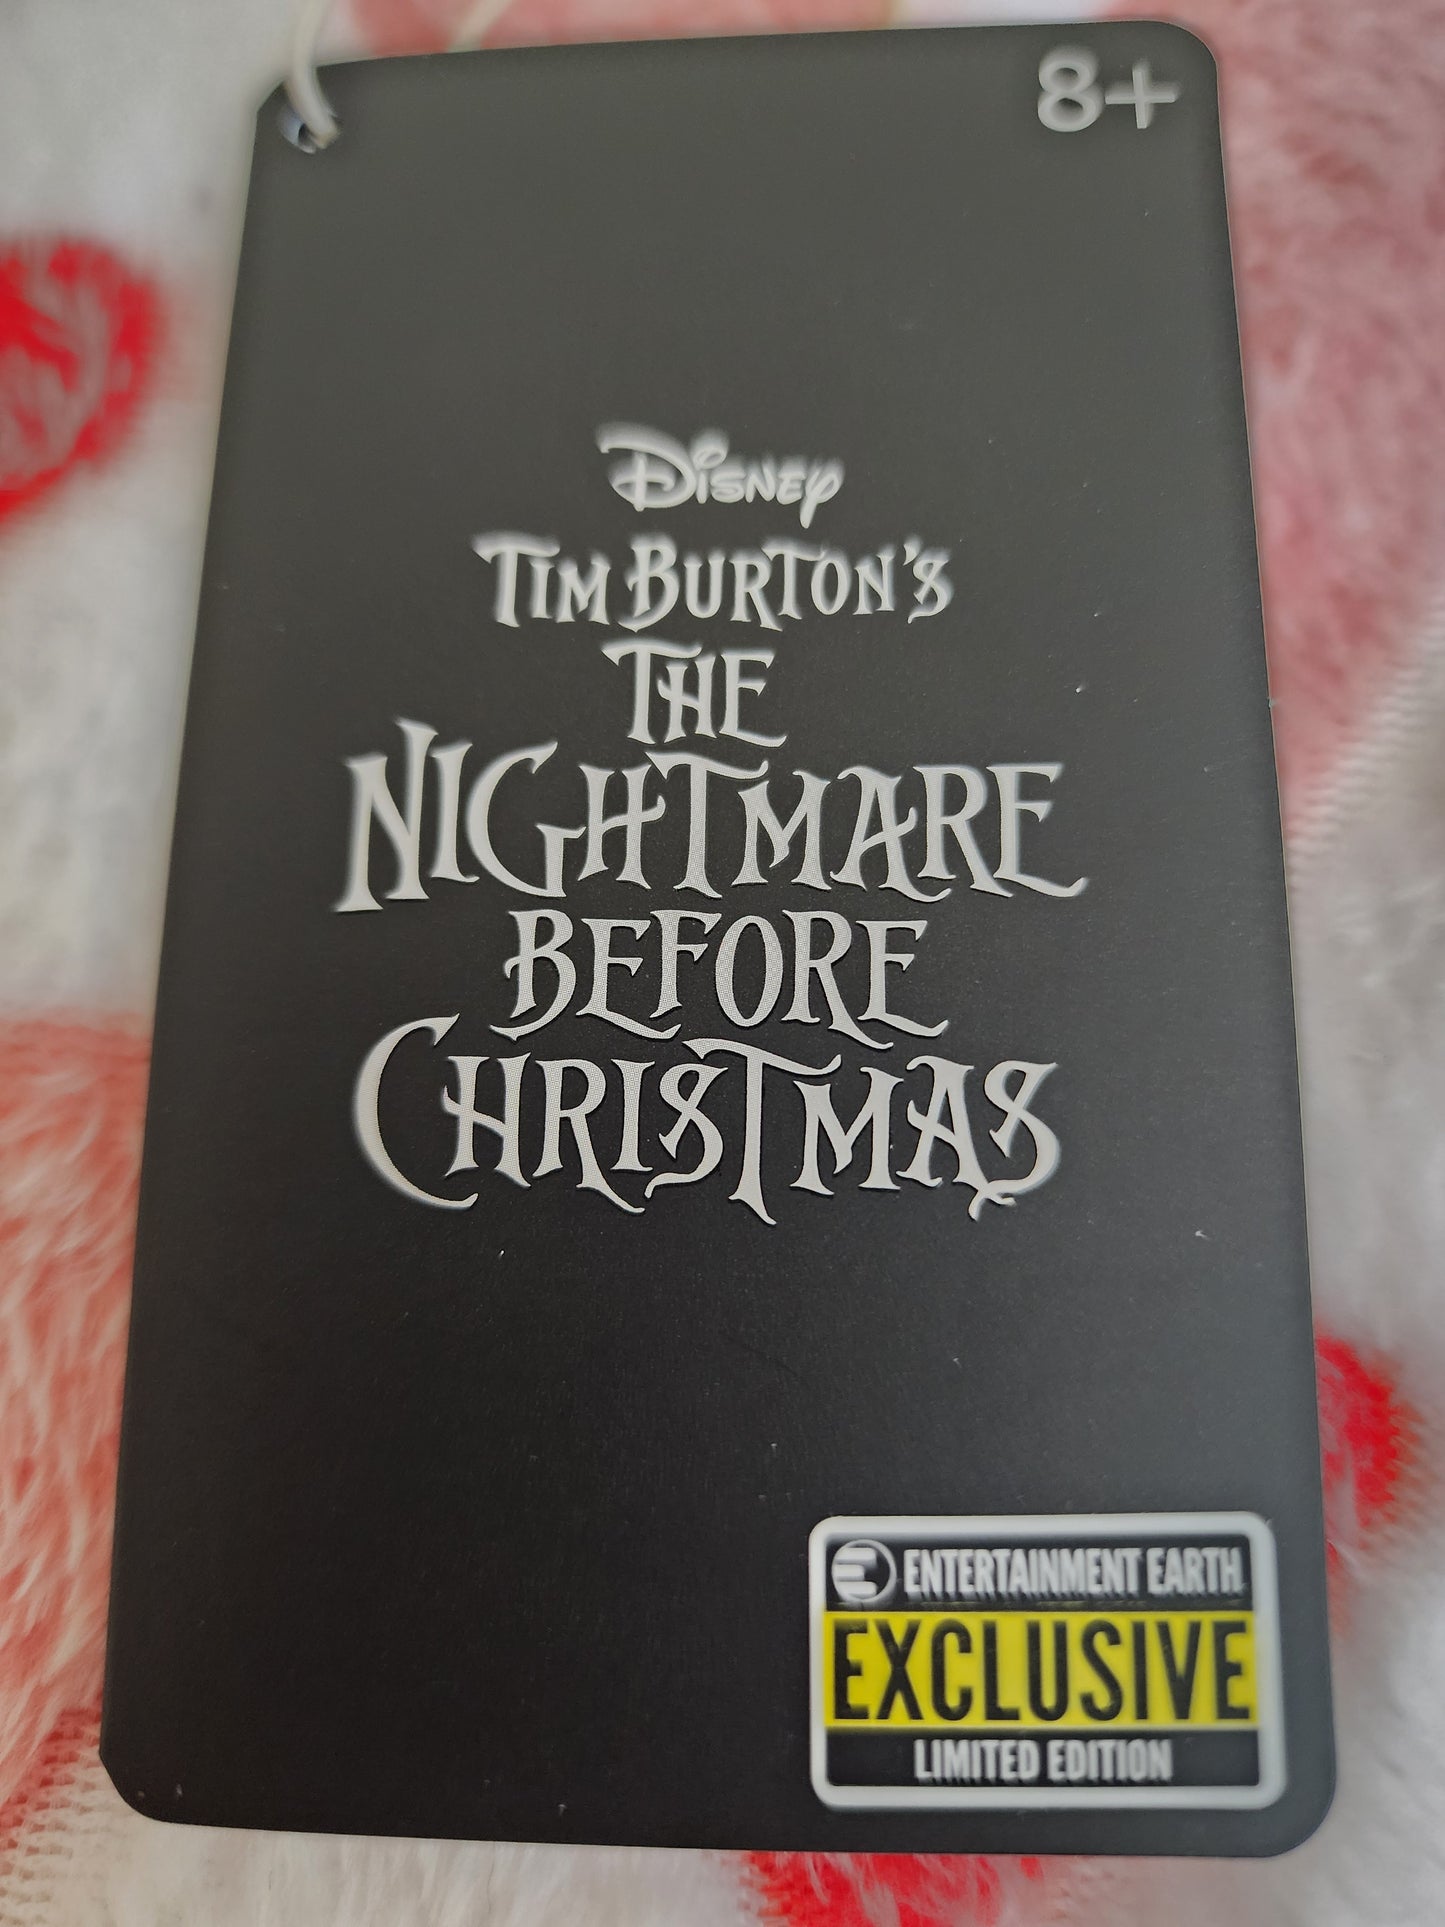 8+
Disney
Tim Burton's
The
Nightmare
Before
Christmas
ENTERTAINMENT EARTH
EXCLUSIVE
LIMITED EDITION